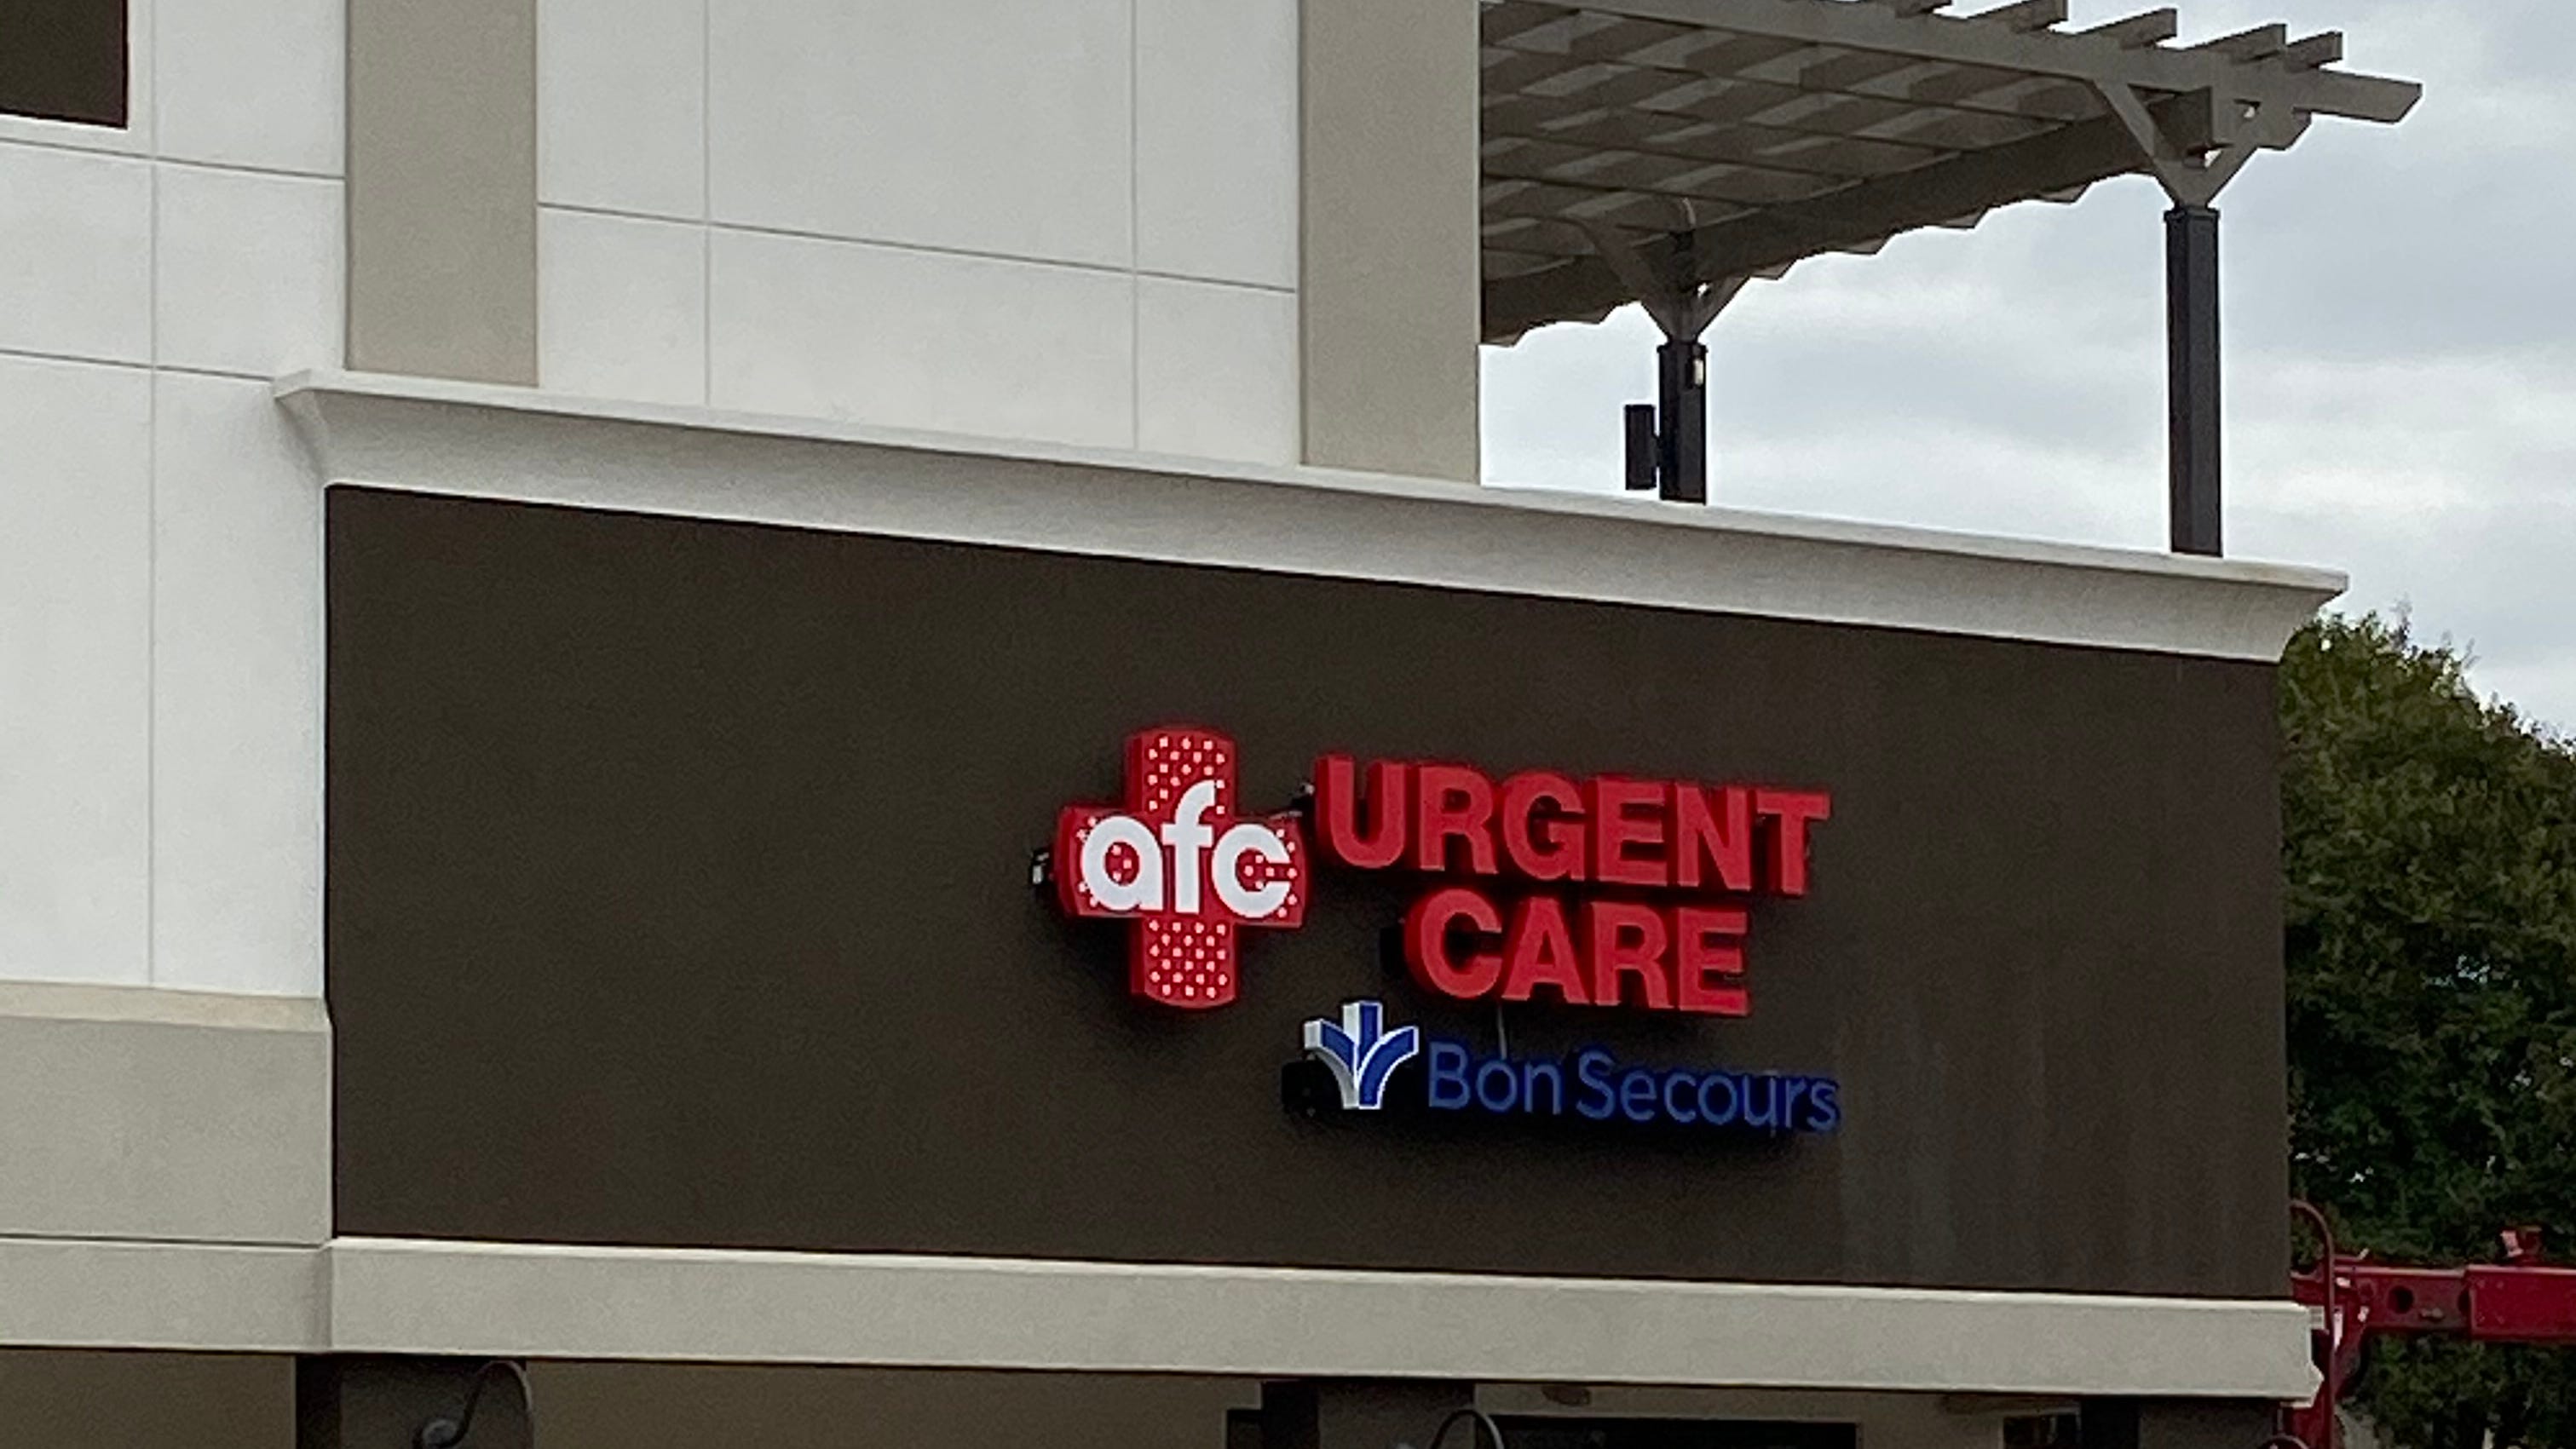 afc
URGENT
CARE
Bon Secours